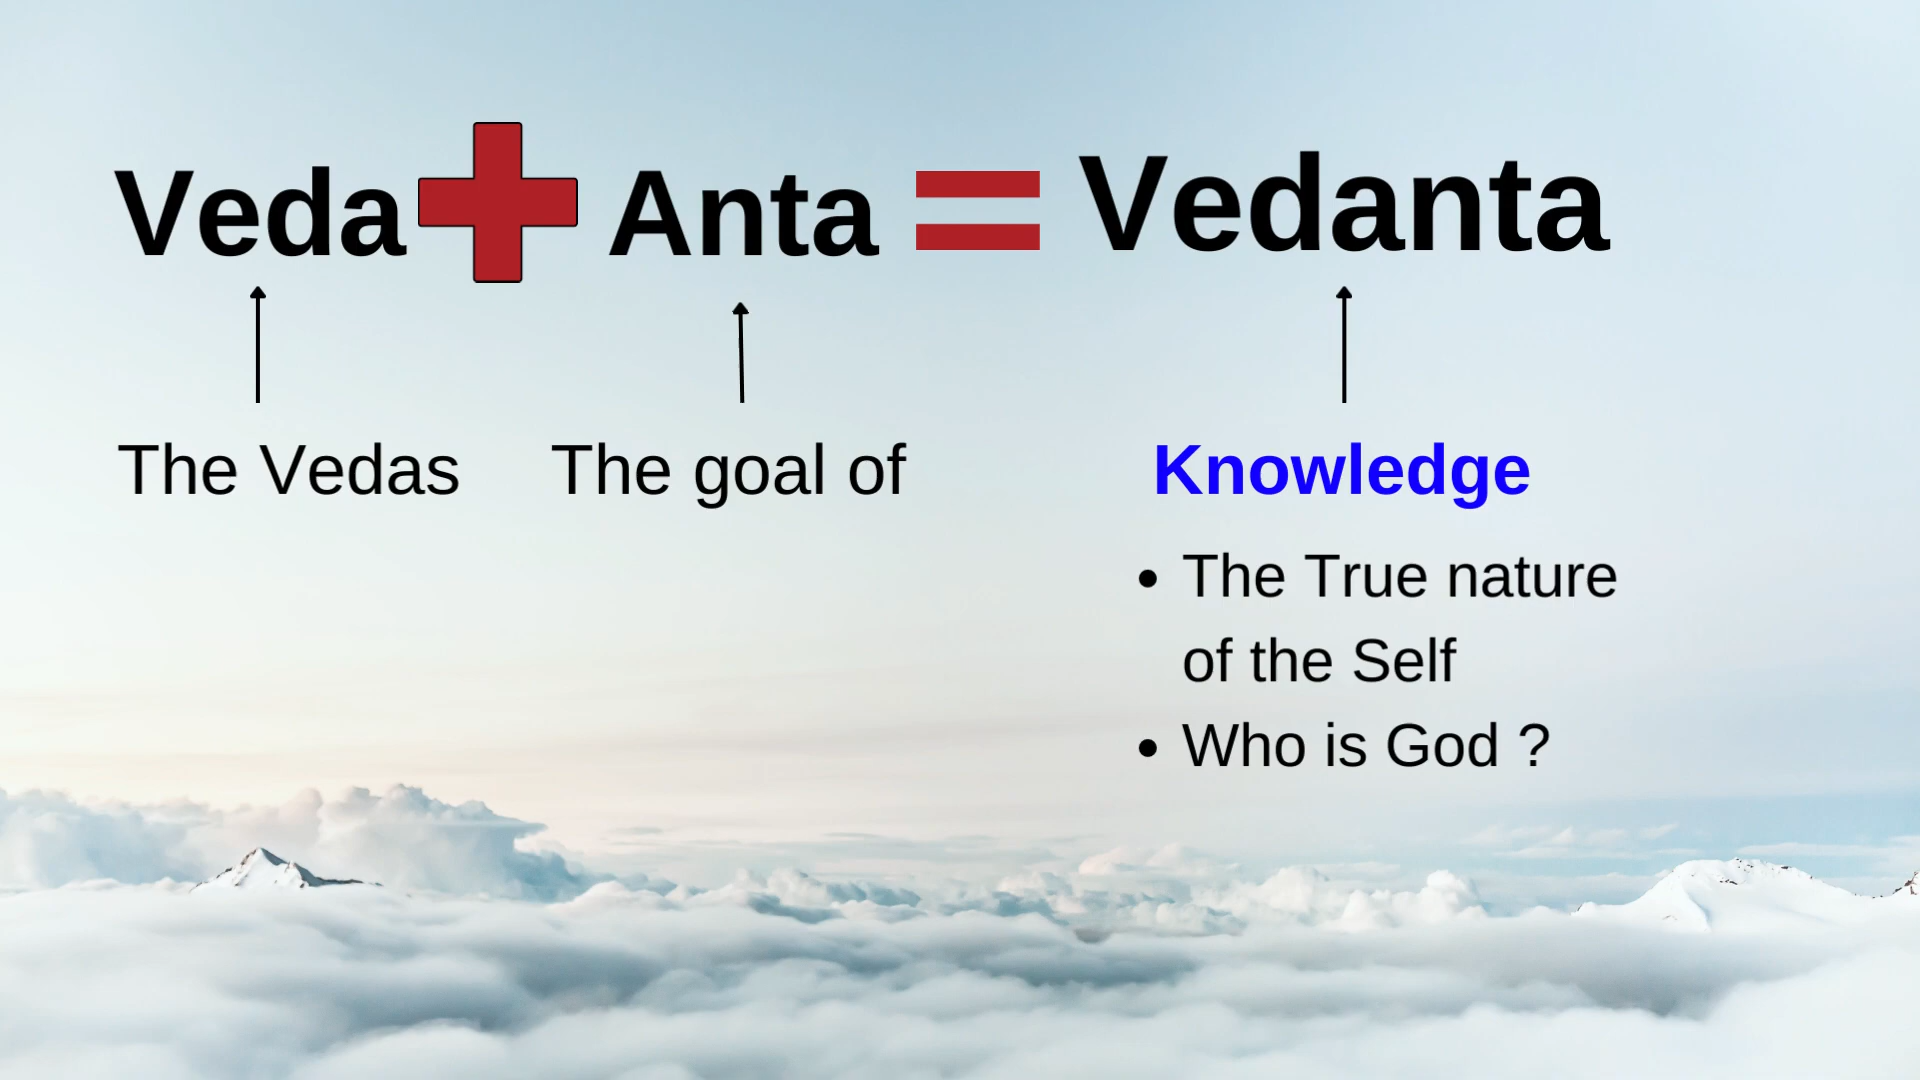 Veda + Anta = Vedanta
The Vedas
The goal of
Knowledge
• The True nature
of the Self
• Who is God ?